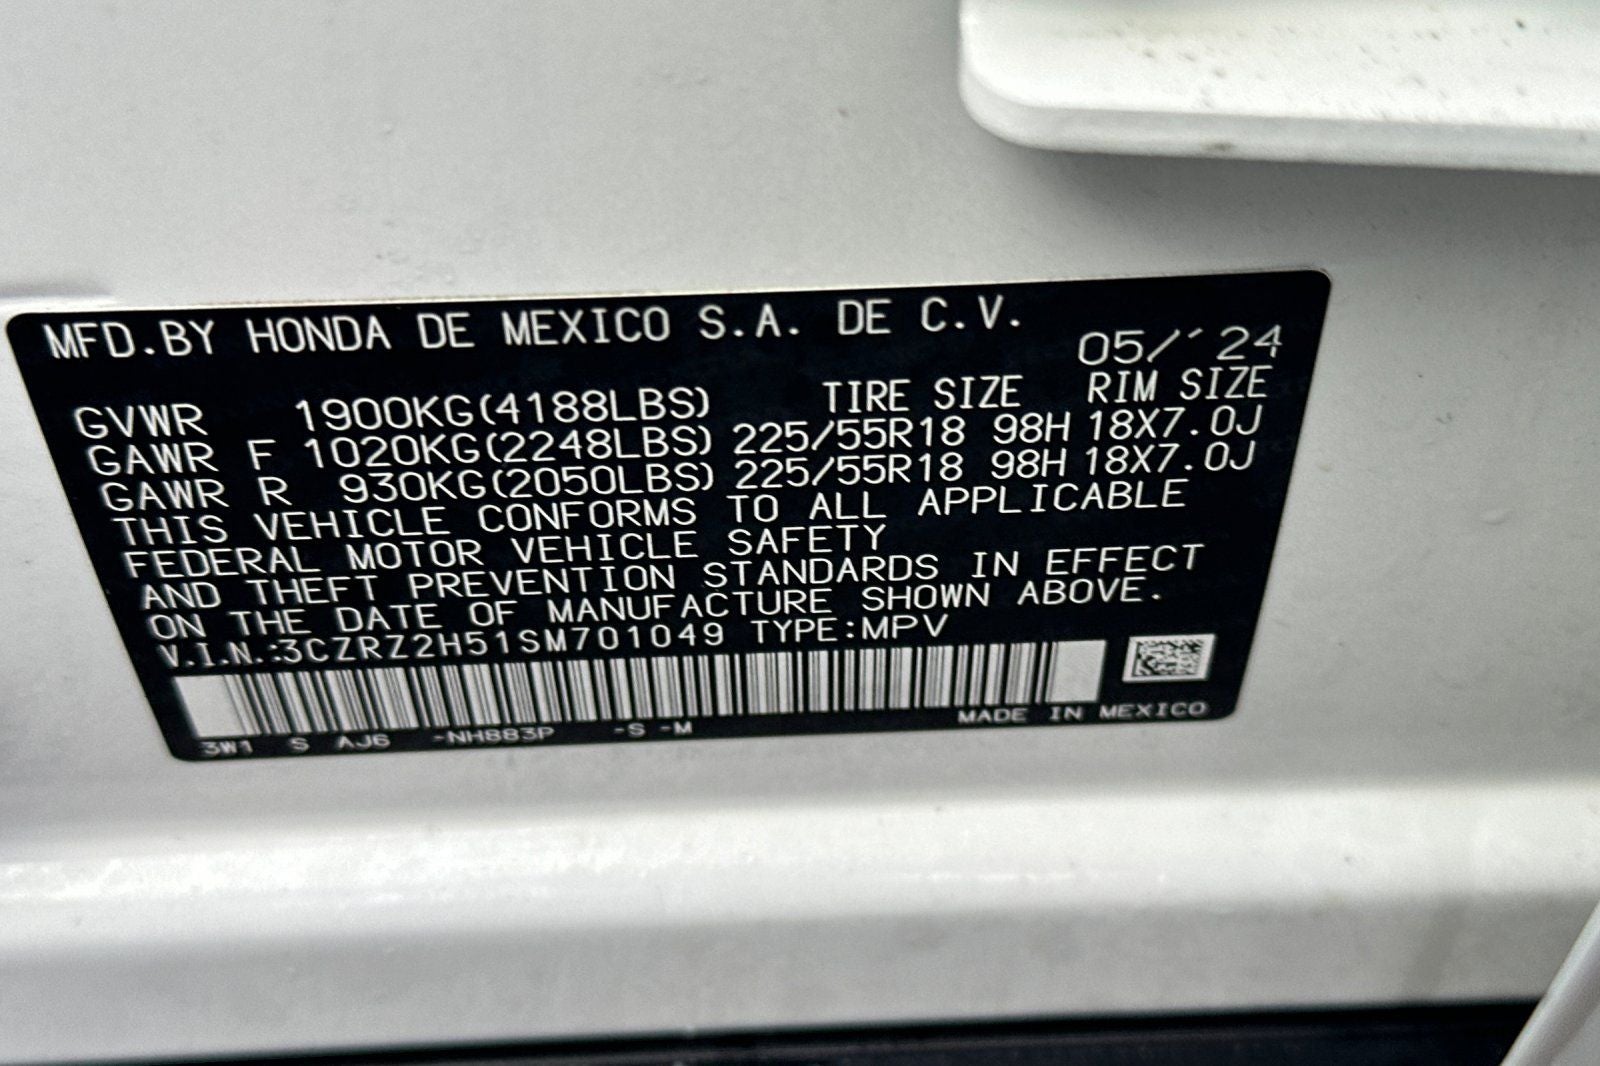 MFD.BY HONDA DE MEXICO S.A. DE C.V.
05/'24
GVWR 1900KG(4188LBS) TIRE SIZE RIM SIZE
GAWR F 1020KG(2248LBS) 225/55R18 98H 18X7.0J
GAWR R 930KG(2050LBS) 225/55R18 98H 18X7.0J
THIS VEHICLE CONFORMS TO ALL APPLICABLE
FEDERAL MOTOR VEHICLE SAFETY
AND THEFT PREVENTION STANDARDS IN EFFECT
ON THE DATE OF MANUFACTURE SHOWN ABOVE.
V.I.N.:3CZRZ2H51SM701049 TYPE:MPV
3W1 S AJ6 -NH883P -S -M MADE IN MEXICO